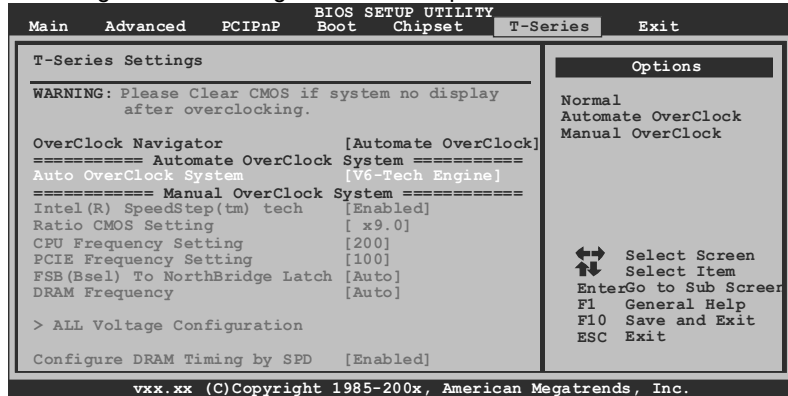 BIOS SETUP UTILITY
Main Advanced PCIPnP Boot Chipset T-Series Exit
T-Series Settings
WARNING: Please Clear CMOS if system no display
after overclocking.
OverClock Navigator [Automate OverClock]
=========== Automate OverClock System ===========
Auto OverClock System [V6-Tech Engine]
============ Manual OverClock System ============
Intel(R) SpeedStep(tm) tech [Enabled]
Ratio CMOS Setting [ x9.0]
CPU Frequency Setting [200]
PCIE Frequency Setting [100]
FSB(Bsel) To NorthBridge Latch [Auto]
DRAM Frequency [Auto]
> ALL Voltage Configuration
Configure DRAM Timing by SPD [Enabled]
Options
Normal
Automate OverClock
Manual OverClock
Select Screen
Select Item
EnterGo to Sub Screen
F1 General Help
F10 Save and Exit
ESC Exit
vxx.xx (C)Copyright 1985-200x, American Megatrends, Inc.